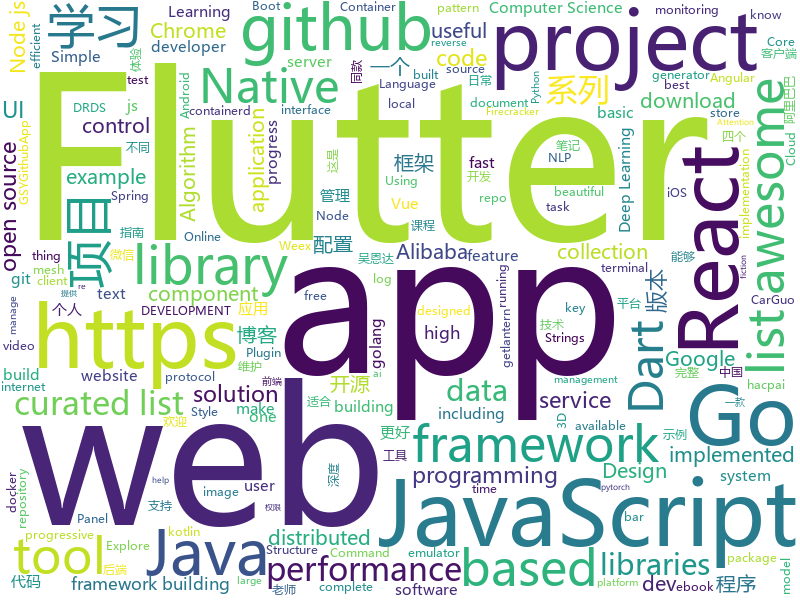 Flutter
app
web
JavaScript
https
project
github
Go
React
Java
Native
library
framework
tool
based
awesome
list
Dart
项目
学习
系列
版本
curated list
data
performance
libraries
programming
solution
component
open source
UI
Node js
Simple
Learning
Chrome
developer
server
useful
code
一个
Computer Science
pattern
monitoring
know
Boot
Container
efficient
test
体验
同款
built
Language
source
日常
Python
generator
Angular
best
Core
客户端
DRDS
js
Android
containerd
interface
local
document
download
store
Cloud
阿里巴巴
reverse
Firecracker
Attention
control
不同
GSYGithubApp
Algorithm
application
progress
这是
emulator
basic
四个
implementation
example
Spring
Node
管理
框架
fast
Using
开发
笔记
NLP
repo
beautiful
Deep Learning
iOS
implemented
thing
指南
Online
配置
Vue
课程
task
Design
Google
完整
mesh
git
微信
Weex
吴恩达
Alibaba
feature
collection
能够
client
text
log
running
terminal
key
CarGuo
fiction
提供
re
个人
DEVELOPMENT
free
博客
应用
golang
high
designed
getlantern
平台
技术
中国
manage
video
build
protocol
Plugin
维护
Strings
hacpai
website
Style
前端
开源
ai
service
适合
完整
一款
internet
make
one
building
including
更好
3D
available
management
示例
user
工具
system
docker
repository
image
深度
支持
time
help
Panel
distributed
bar
pytorch
package
progressive
kotlin
Structure
Command
权限
代码
Explore
后端
老师
complete
emulator
large
platform
framework building
software
dev
ebook
程序
model
欢迎